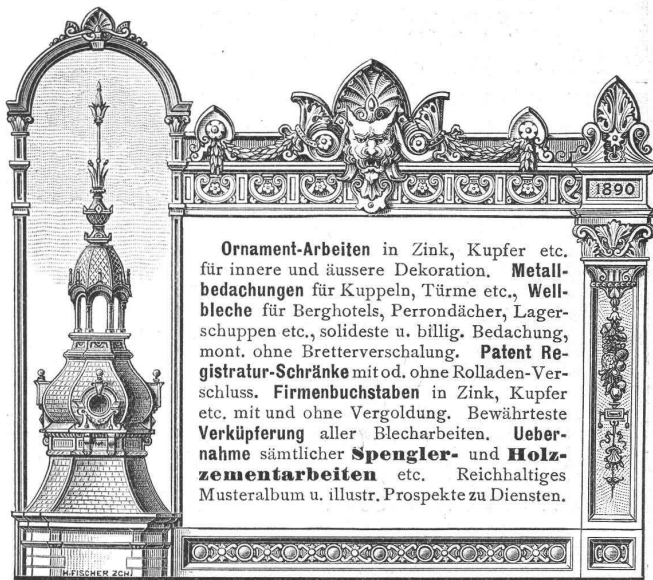 1890
Ornament-Arbeiten in Zink, Kupfer etc.
für innere und äussere Dekoration. Metall-
bedachungen für Kuppeln, Türme etc., Well-
bleche für Berghotels, Perrondächer, Lager-
schuppen etc., solideste u. billig. Bedachung,
mont. ohne Bretterverschalung. Patent Re-
gistratur-Schränke mit od. ohne Rolladen-Ver-
schluss. Firmenbuchstaben in Zink, Kupfer
etc. mit und ohne Vergoldung. Bewährteste
Verküpferung aller Blecharbeiten. Ueber-
nahme sämtlicher Spengler- und Holz-
zementarbeiten etc. Reichhaltiges
Musteralbum u. illustr. Prospekte zu Diensten.
H. FISCHER ZCH.